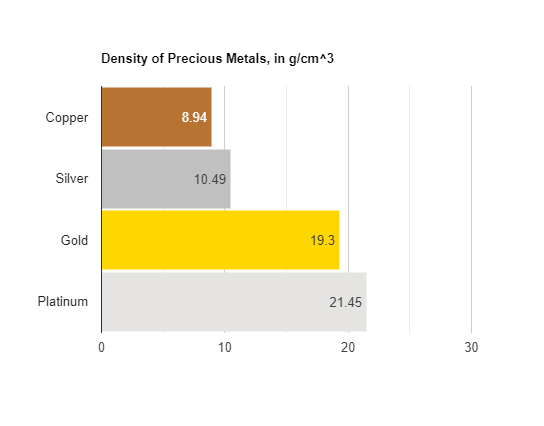 Density of Precious Metals, in g/cm^3
Copper
8.94
Silver
10.49
Gold
19.3
Platinum
21.45
0
10
20
30